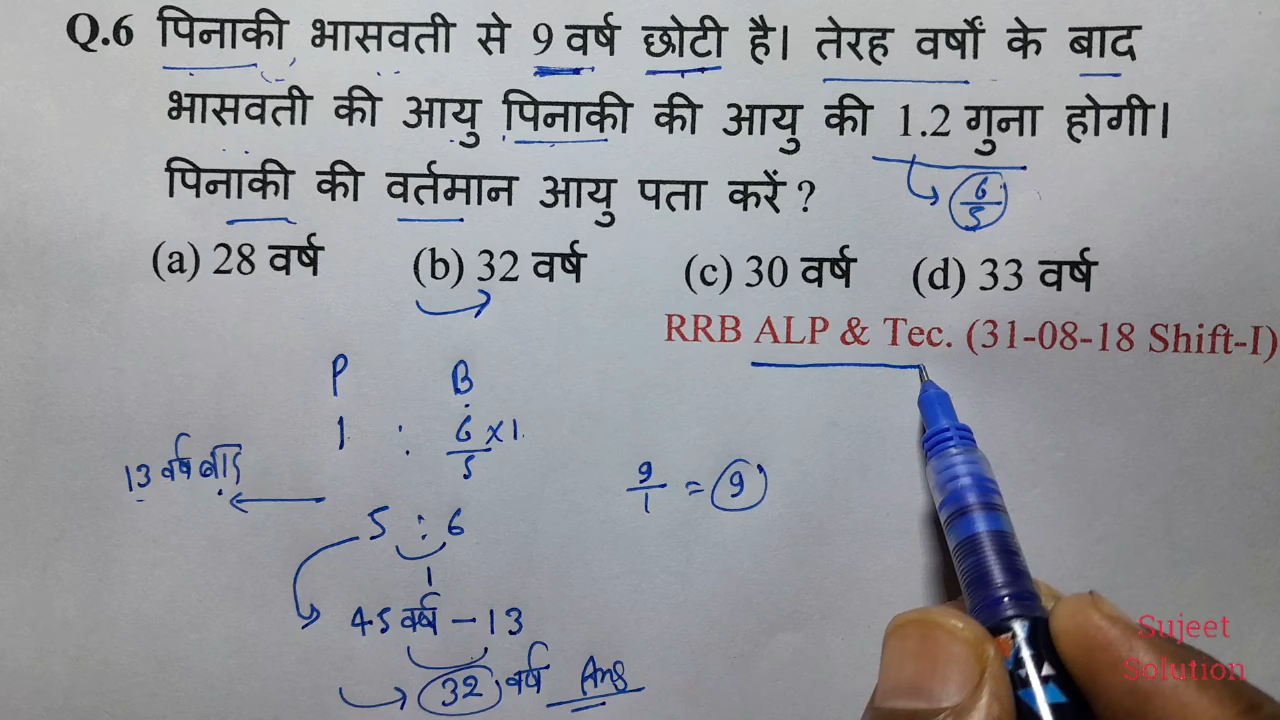 Q.6 पिनाकी भासवती से 9 वर्ष छोटी है। तेरह वर्षों के बाद
भासवती की आयु पिनाकी की आयु की 1.2 गुना होगी।
6/5
पिनाकी की वर्तमान आयु पता करें ?
(a) 28 वर्ष (b) 32 वर्ष (c) 30 वर्ष (d) 33 वर्ष
RRB ALP & Tec. (31-08-18 Shift-I)
P B
1 : 6/5 × 1
13 वर्ष बाद
9/1 = 9
5 : 6
1
45 वर्ष - 13
32 वर्ष Ans
Sujeet
Solution